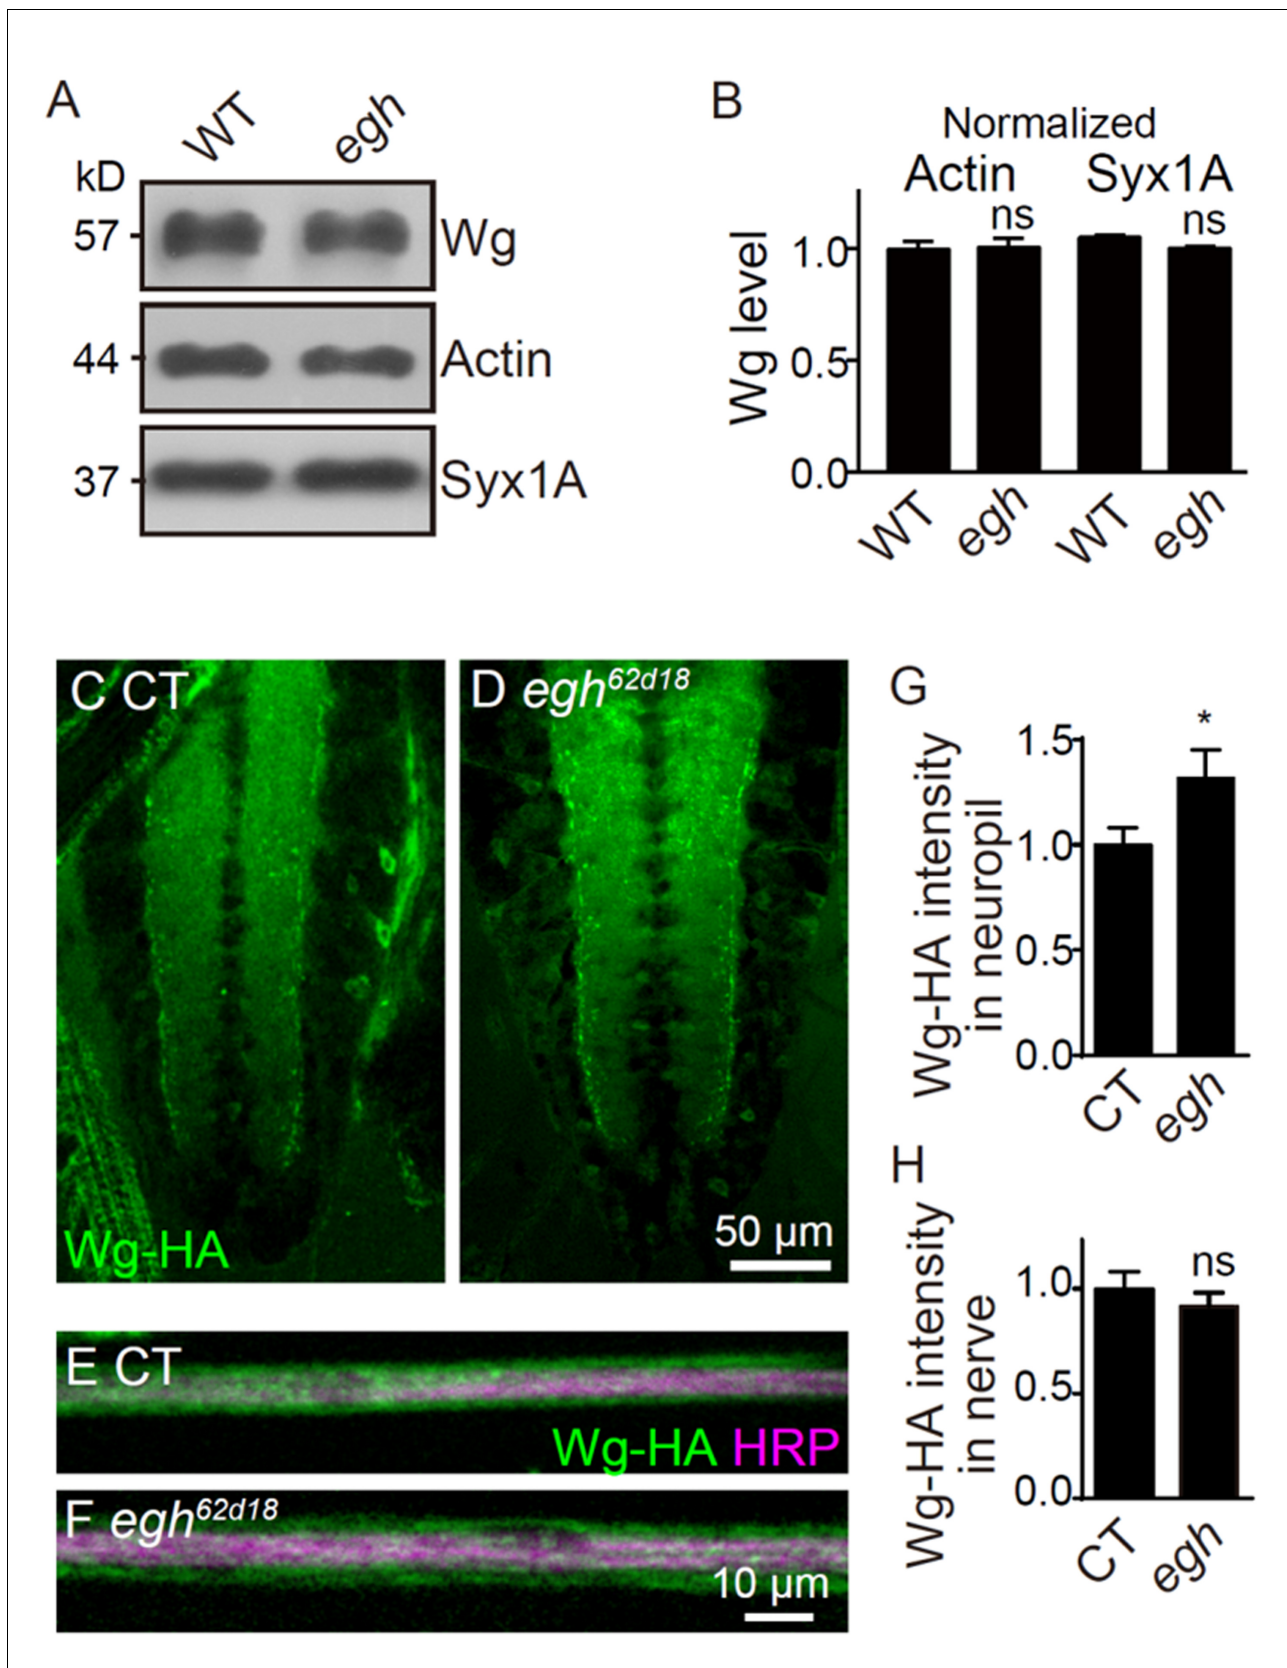 A
WT egh
kD
57 Wg
44 Actin
37 Syx1A
B
Normalized
Actin Syx1A
ns ns
Wg level
1.0
0.5
0.0
WT egh WT egh
C CT
Wg-HA
D egh62d18
50 µm
E CT
Wg-HA HRP
F egh62d18
10 µm
G
*
Wg-HA intensity
in neuropil
1.5
1.0
0.5
0.0
CT egh
H
ns
Wg-HA intensity
in nerve
1.0
0.5
0.0
CT egh